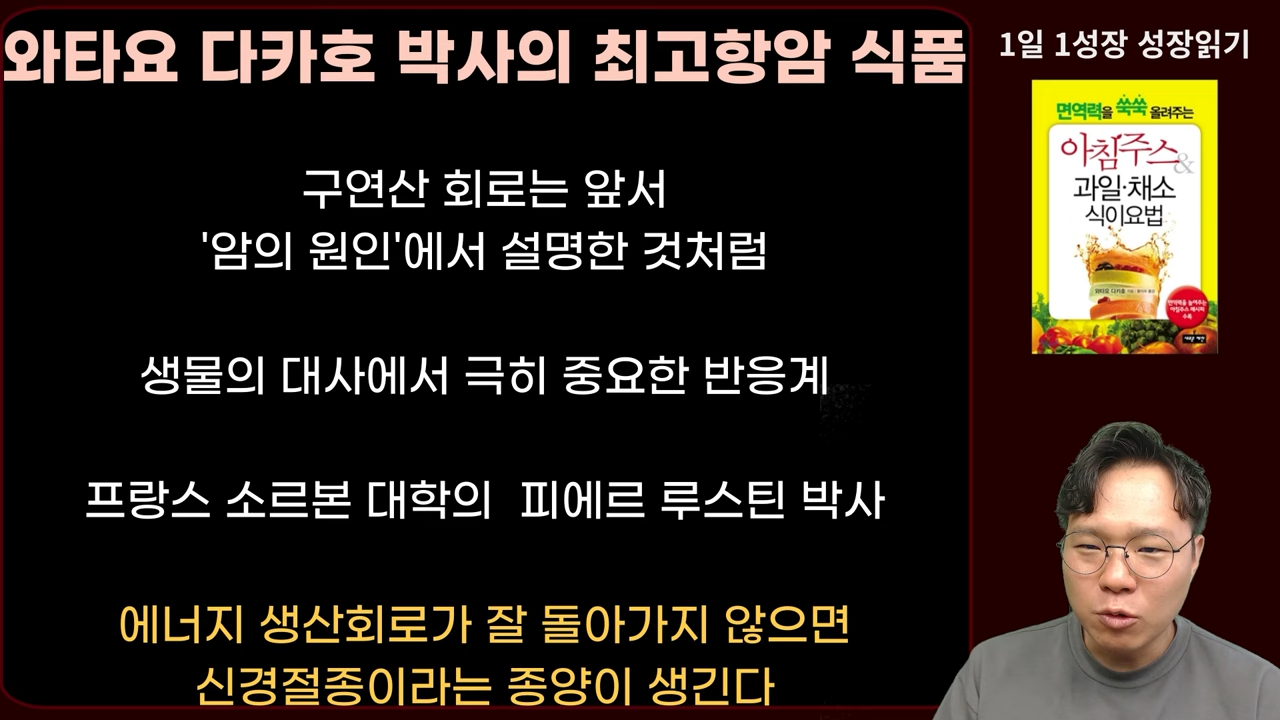 와타요 다카호 박사의 최고항암 식품
1일 1성장 성장읽기
면역력을 쑥쑥 올려주는
아침주스 &
과일·채소
식이요법
와타요 다카호
구연산 회로는 앞서
'암의 원인'에서 설명한 것처럼
생물의 대사에서 극히 중요한 반응계
프랑스 소르본 대학의 피에르 루스틴 박사
에너지 생산회로가 잘 돌아가지 않으면
신경절종이라는 종양이 생긴다